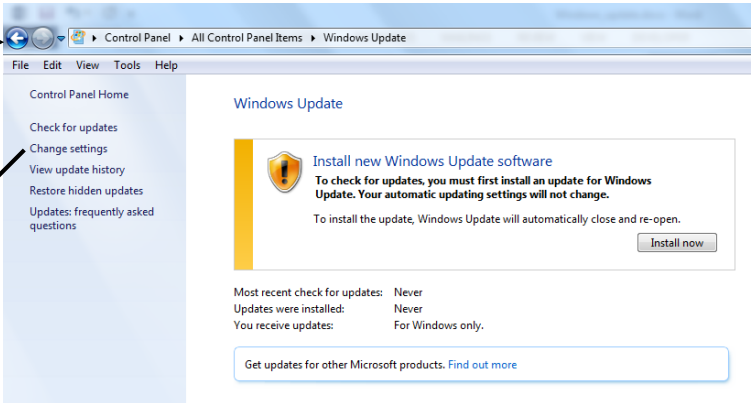 Control Panel ▸ All Control Panel Items ▸ Windows Update
File Edit View Tools Help
Control Panel Home
Check for updates
Change settings
View update history
Restore hidden updates
Updates: frequently asked
questions
Windows Update
Install new Windows Update software
To check for updates, you must first install an update for Windows
Update. Your automatic updating settings will not change.
To install the update, Windows Update will automatically close and re-open.
Install now
Most recent check for updates: Never
Updates were installed: Never
You receive updates: For Windows only.
Get updates for other Microsoft products. Find out more